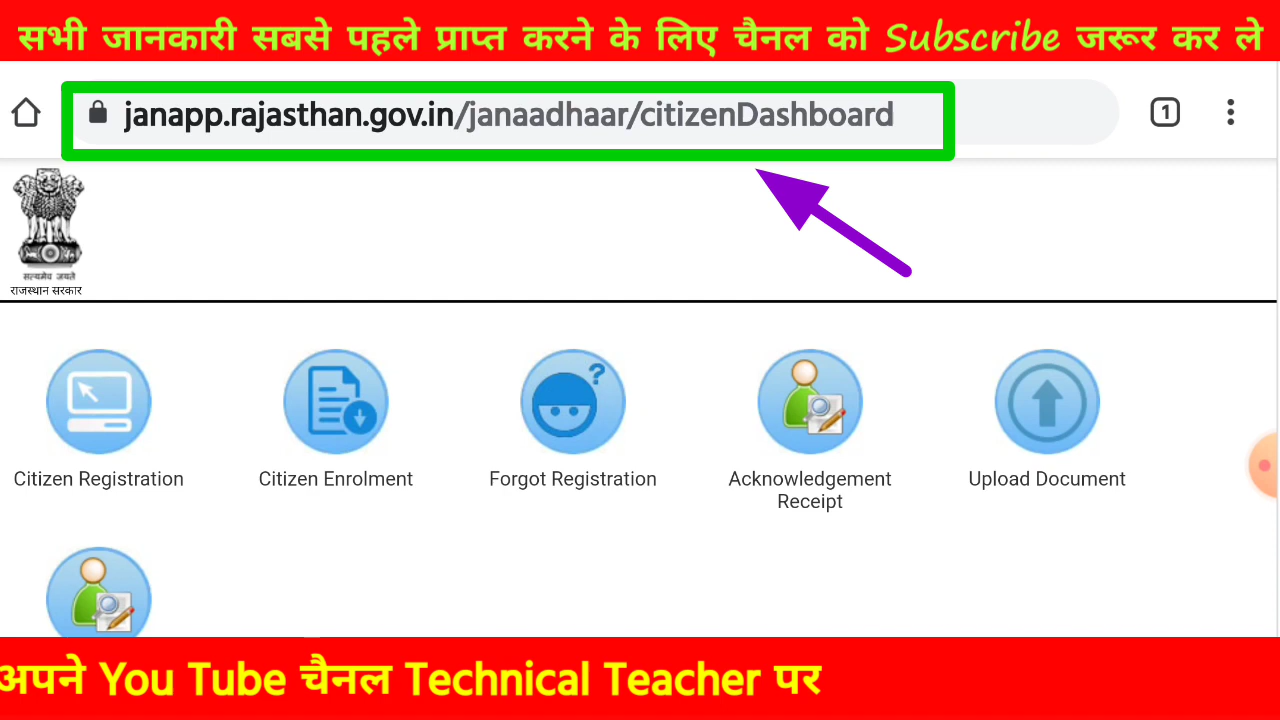 सभी जानकारी सबसे पहले प्राप्त करने के लिए चैनल को Subscribe जरूर कर ले
janapp.rajasthan.gov.in/janaadhaar/citizenDashboard
1
सत्यमेव जयते
राजस्थान सरकार
Citizen Registration
Citizen Enrolment
Forgot Registration
?
Acknowledgement
Receipt
Upload Document
अपने You Tube चैनल Technical Teacher पर